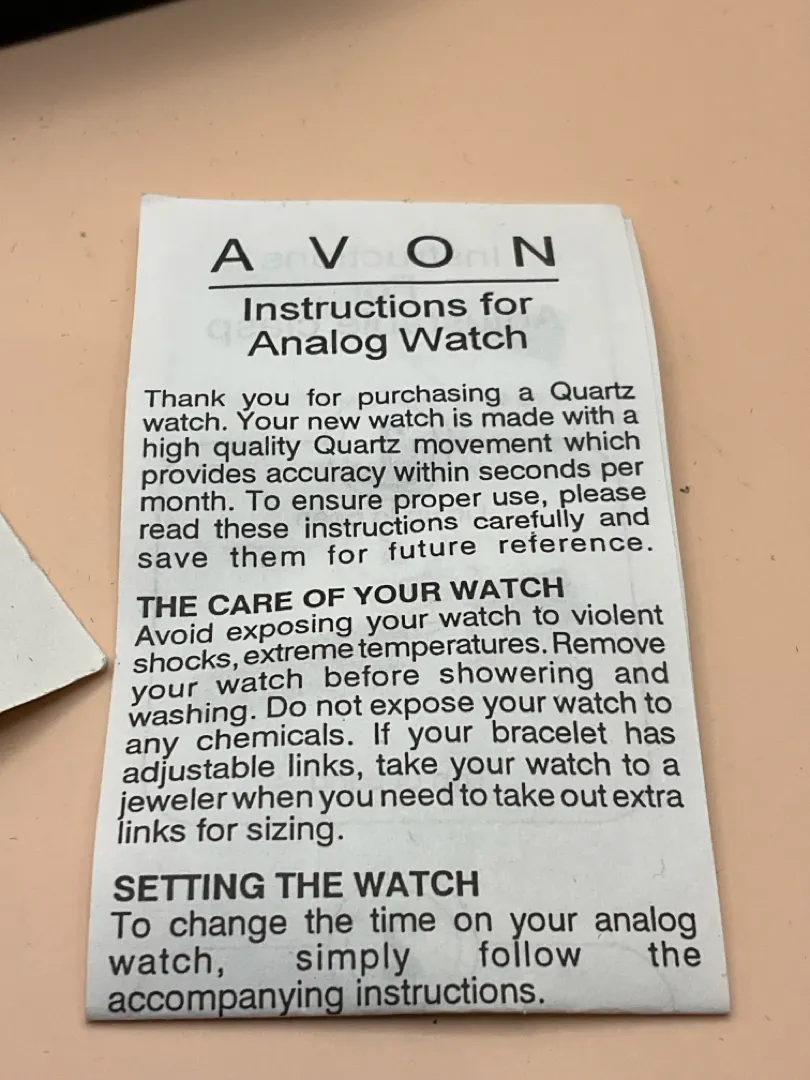 AVON
Instructions for
Analog Watch
Thank you for purchasing a Quartz
watch. Your new watch is made with a
high quality Quartz movement which
provides accuracy within seconds per
month. To ensure proper use, please
read these instructions carefully and
save them for future reference.
THE CARE OF YOUR WATCH
Avoid exposing your watch to violent
shocks, extreme temperatures. Remove
your watch before showering and
washing. Do not expose your watch to
any chemicals. If your bracelet has
adjustable links, take your watch to a
jeweler when you need to take out extra
links for sizing.
SETTING THE WATCH
To change the time on your analog
watch, simply follow the
accompanying instructions.